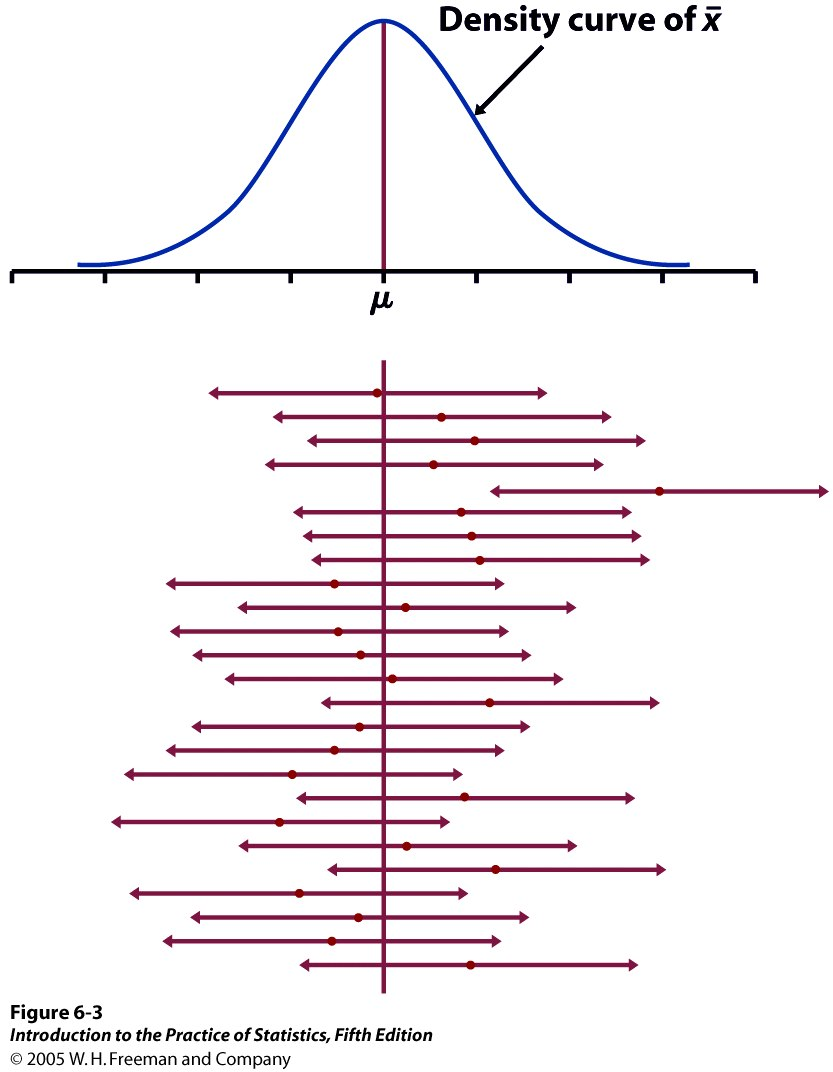 Density curve of x̄
μ
Figure 6-3
Introduction to the Practice of Statistics, Fifth Edition
© 2005 W. H. Freeman and Company